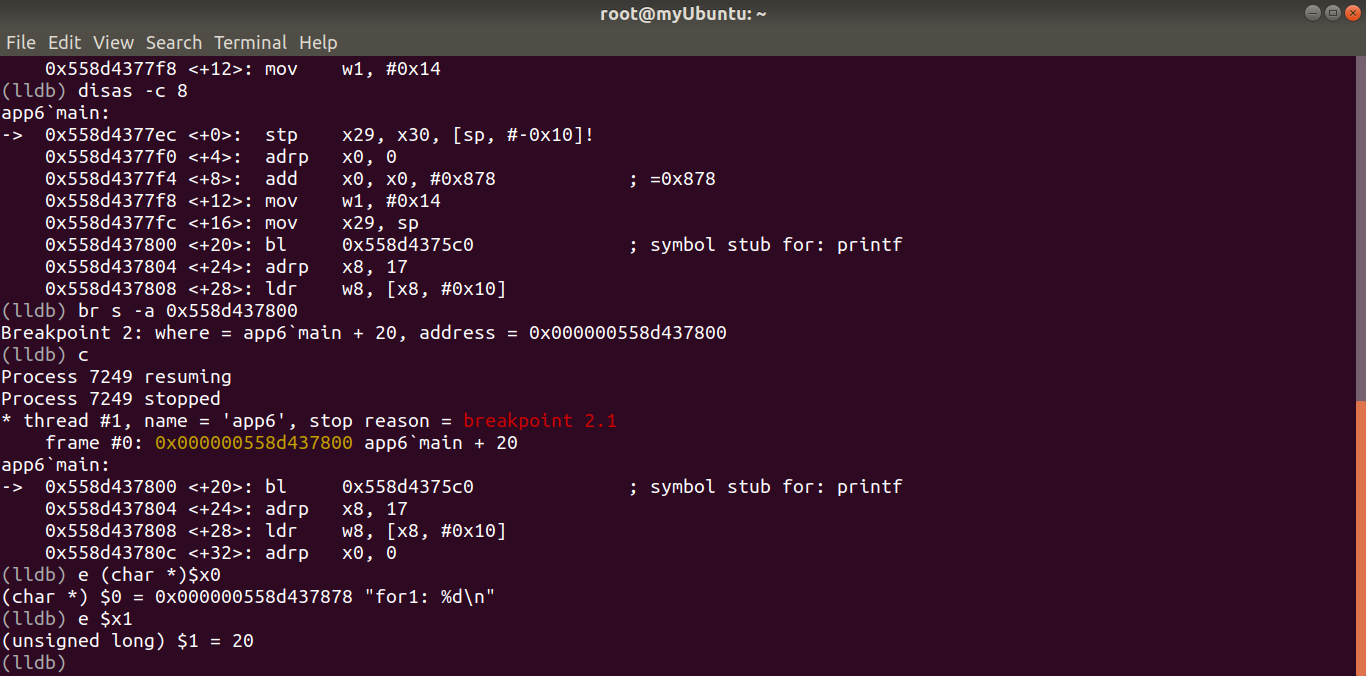 root@myUbuntu: ~
File Edit View Search Terminal Help
    0x558d4377f8 <+12>: mov    w1, #0x14
(lldb) disas -c 8
app6`main:
->  0x558d4377ec <+0>:  stp    x29, x30, [sp, #-0x10]!
    0x558d4377f0 <+4>:  adrp   x0, 0
    0x558d4377f4 <+8>:  add    x0, x0, #0x878            ; =0x878
    0x558d4377f8 <+12>: mov    w1, #0x14
    0x558d4377fc <+16>: mov    x29, sp
    0x558d437800 <+20>: bl     0x558d4375c0              ; symbol stub for: printf
    0x558d437804 <+24>: adrp   x8, 17
    0x558d437808 <+28>: ldr    w8, [x8, #0x10]
(lldb) br s -a 0x558d437800
Breakpoint 2: where = app6`main + 20, address = 0x000000558d437800
(lldb) c
Process 7249 resuming
Process 7249 stopped
* thread #1, name = 'app6', stop reason = breakpoint 2.1
    frame #0: 0x000000558d437800 app6`main + 20
app6`main:
->  0x558d437800 <+20>: bl     0x558d4375c0              ; symbol stub for: printf
    0x558d437804 <+24>: adrp   x8, 17
    0x558d437808 <+28>: ldr    w8, [x8, #0x10]
    0x558d43780c <+32>: adrp   x0, 0
(lldb) e (char *)$x0
(char *) $0 = 0x000000558d437878 "for1: %d\n"
(lldb) e $x1
(unsigned long) $1 = 20
(lldb)